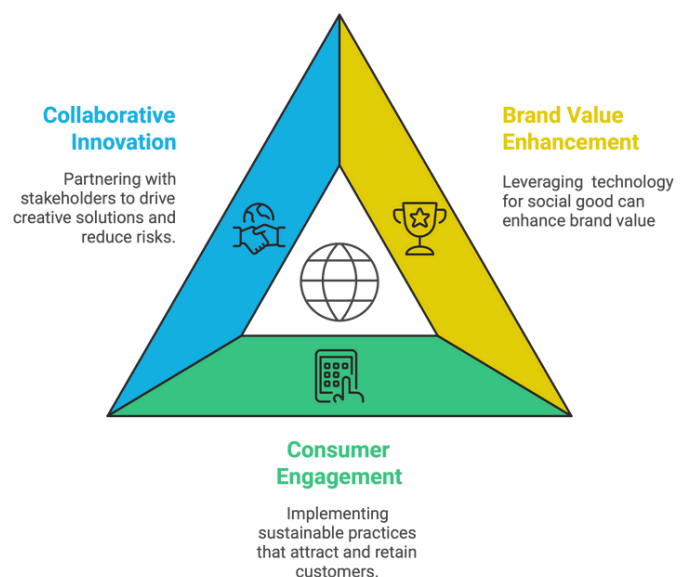 Collaborative
Innovation
Partnering with
stakeholders to drive
creative solutions and
reduce risks.
Brand Value
Enhancement
Leveraging technology
for social good can
enhance brand value
Consumer
Engagement
Implementing
sustainable practices
that attract and retain
customers.